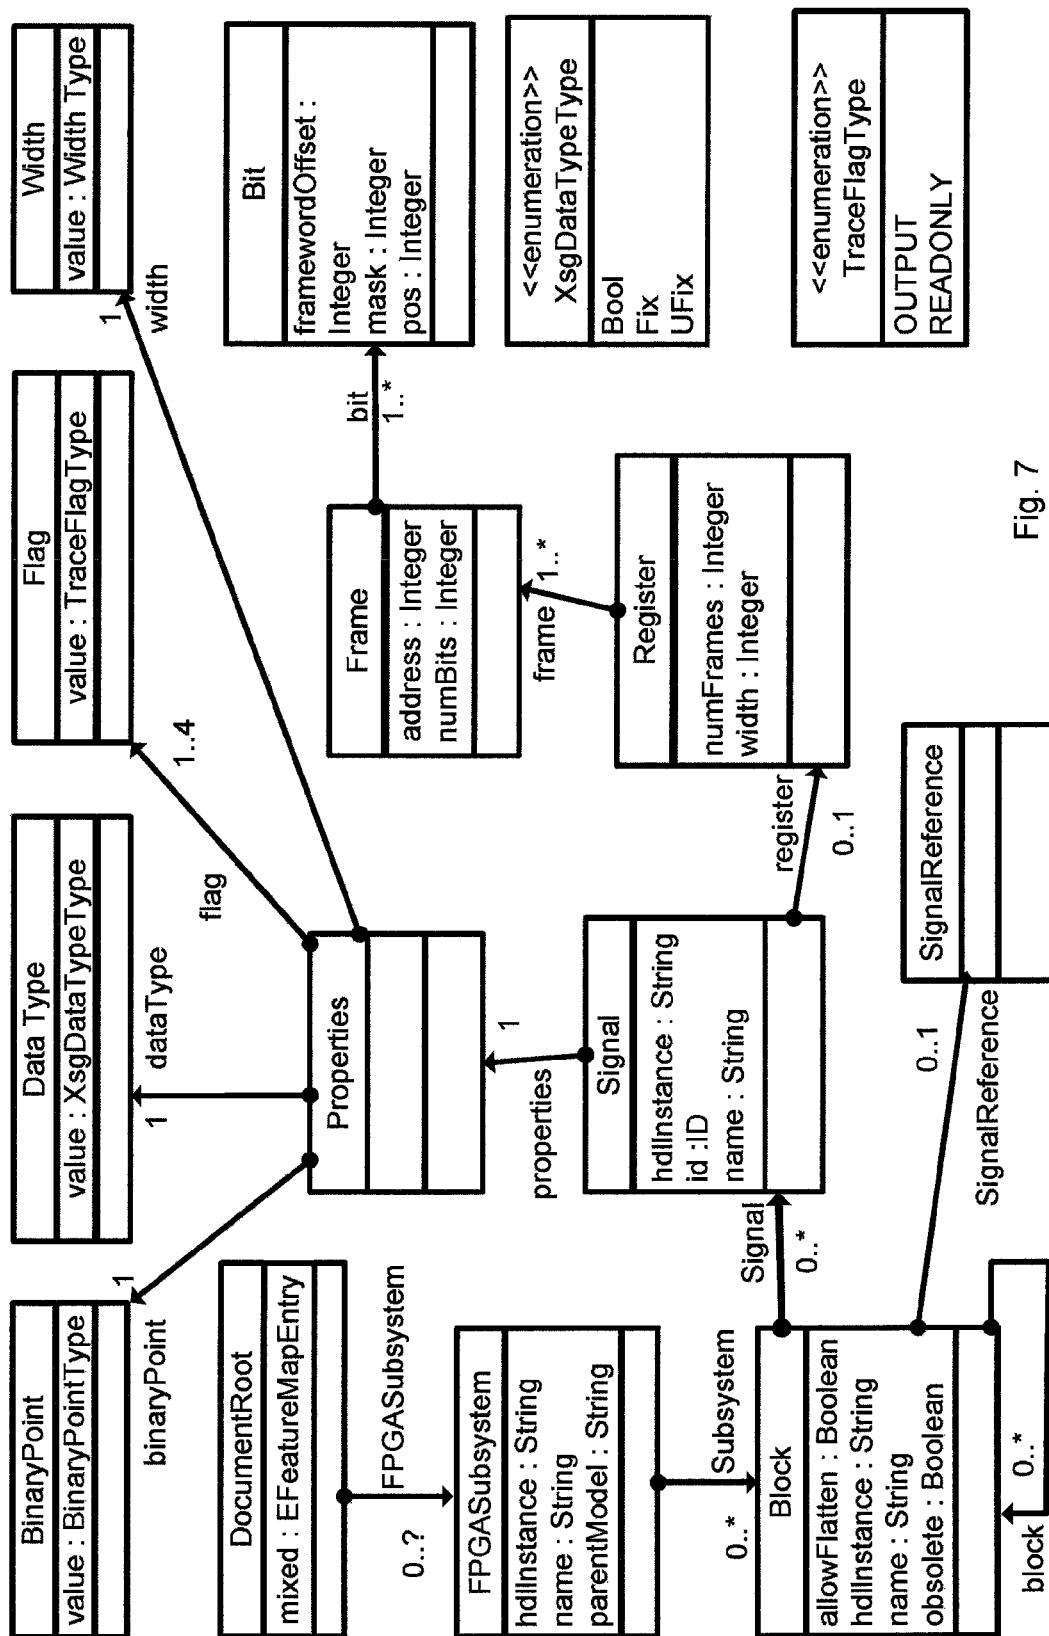 BinaryPoint
value : BinaryPointType
Data Type
value : XsgDataTypeType
Flag
value : TraceFlagType
Width
value : Width Type
1
binaryPoint
1
dataType
flag
1..4
1
width
DocumentRoot
mixed : EFeatureMapEntry
Properties
Frame
address : Integer
numBits : Integer
bit
1..*
Bit
framewordOffset :
Integer
mask : Integer
pos : Integer
0..?
FPGASubsystem
properties
1
frame
1..*
FPGASubsystem
hdlInstance : String
name : String
parentModel : String
Signal
hdlInstance : String
id :ID
name : String
Register
numFrames : Integer
width : Integer
<<enumeration>>
XsgDataTypeType
Bool
Fix
UFix
0..*
Subsystem
Signal
0..*
register
0..1
Block
allowFlatten : Boolean
hdlInstance : String
name : String
obsolete : Boolean
block
0..*
SignalReference
0..1
SignalReference
<<enumeration>>
TraceFlagType
OUTPUT
READONLY
Fig. 7